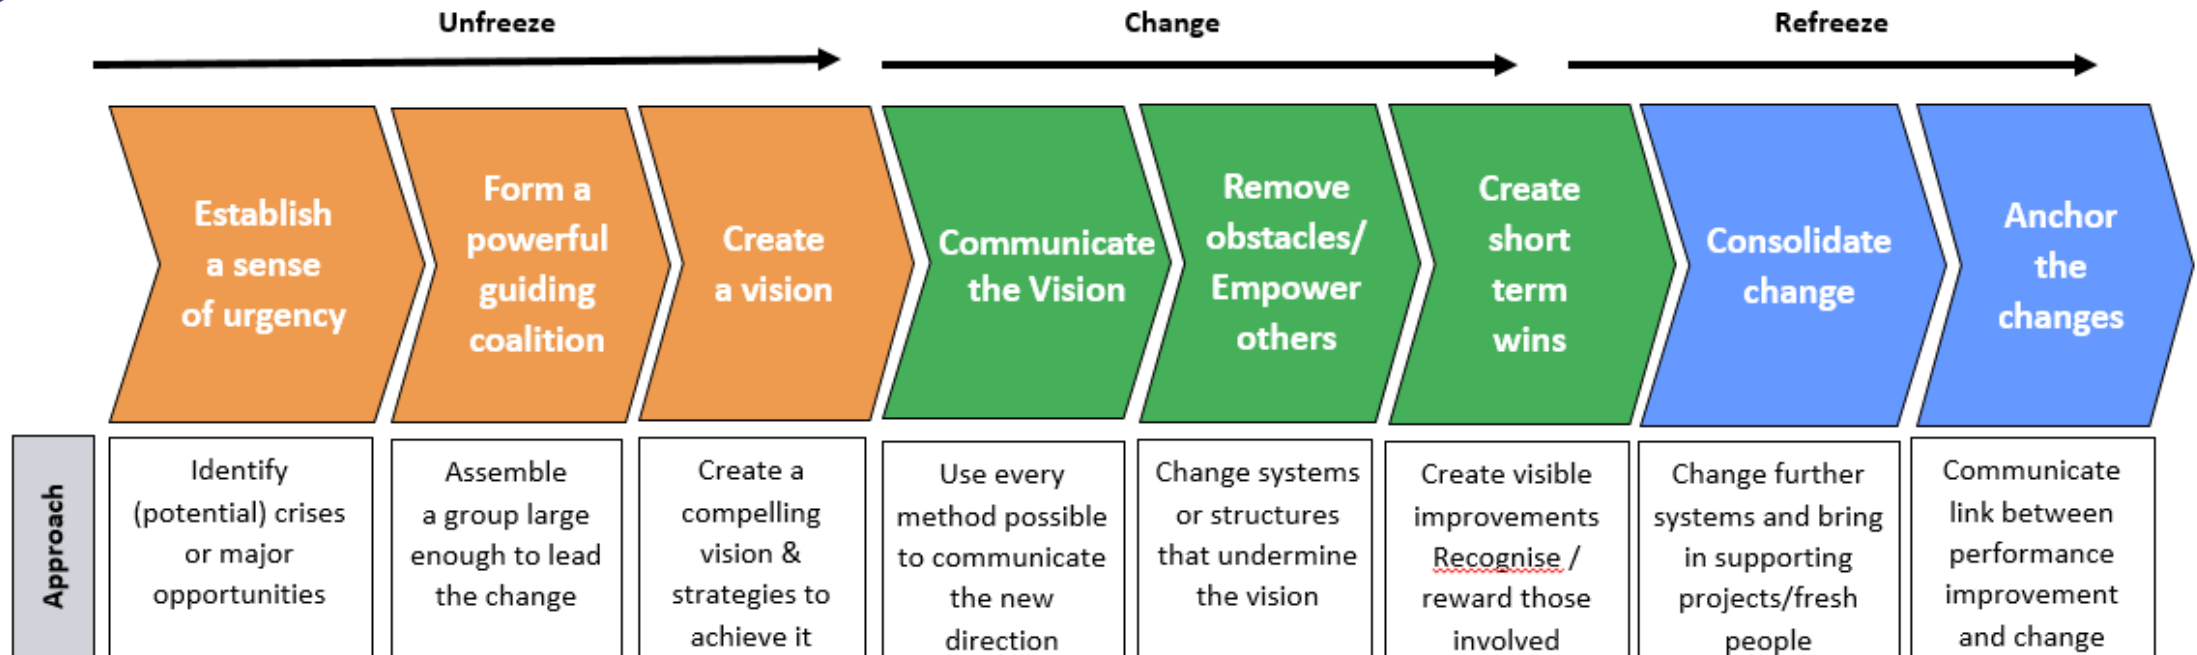 Unfreeze
Change
Refreeze
Establish
a sense
of urgency
Form a
powerful
guiding
coalition
Create
a vision
Communicate
the Vision
Remove
obstacles/
Empower
others
Create
short
term
wins
Consolidate
change
Anchor
the
changes
Approach
Identify
(potential) crises
or major
opportunities
Assemble
a group large
enough to lead
the change
Create a
compelling
vision &
strategies to
achieve it
Use every
method possible
to communicate
the new
direction
Change systems
or structures
that undermine
the vision
Create visible
improvements
Recognise /
reward those
involved
Change further
systems and bring
in supporting
projects/fresh
people
Communicate
link between
performance
improvement
and change